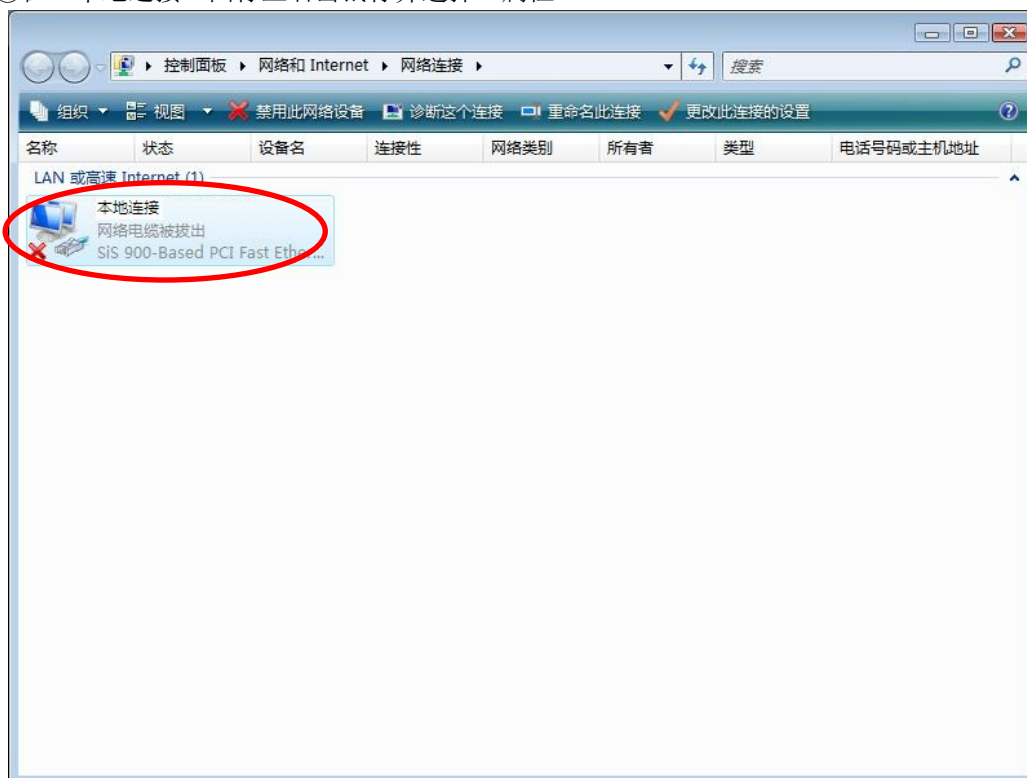 控制面板 ▸ 网络和 Internet ▸ 网络连接 ▸
搜索
组织 视图 禁用此网络设备 诊断这个连接 重命名此连接 更改此连接的设置
名称 状态 设备名 连接性 网络类别 所有者 类型 电话号码或主机地址
LAN 或高速 Internet (1)
本地连接
网络电缆被拔出
SiS 900-Based PCI Fast Ether...